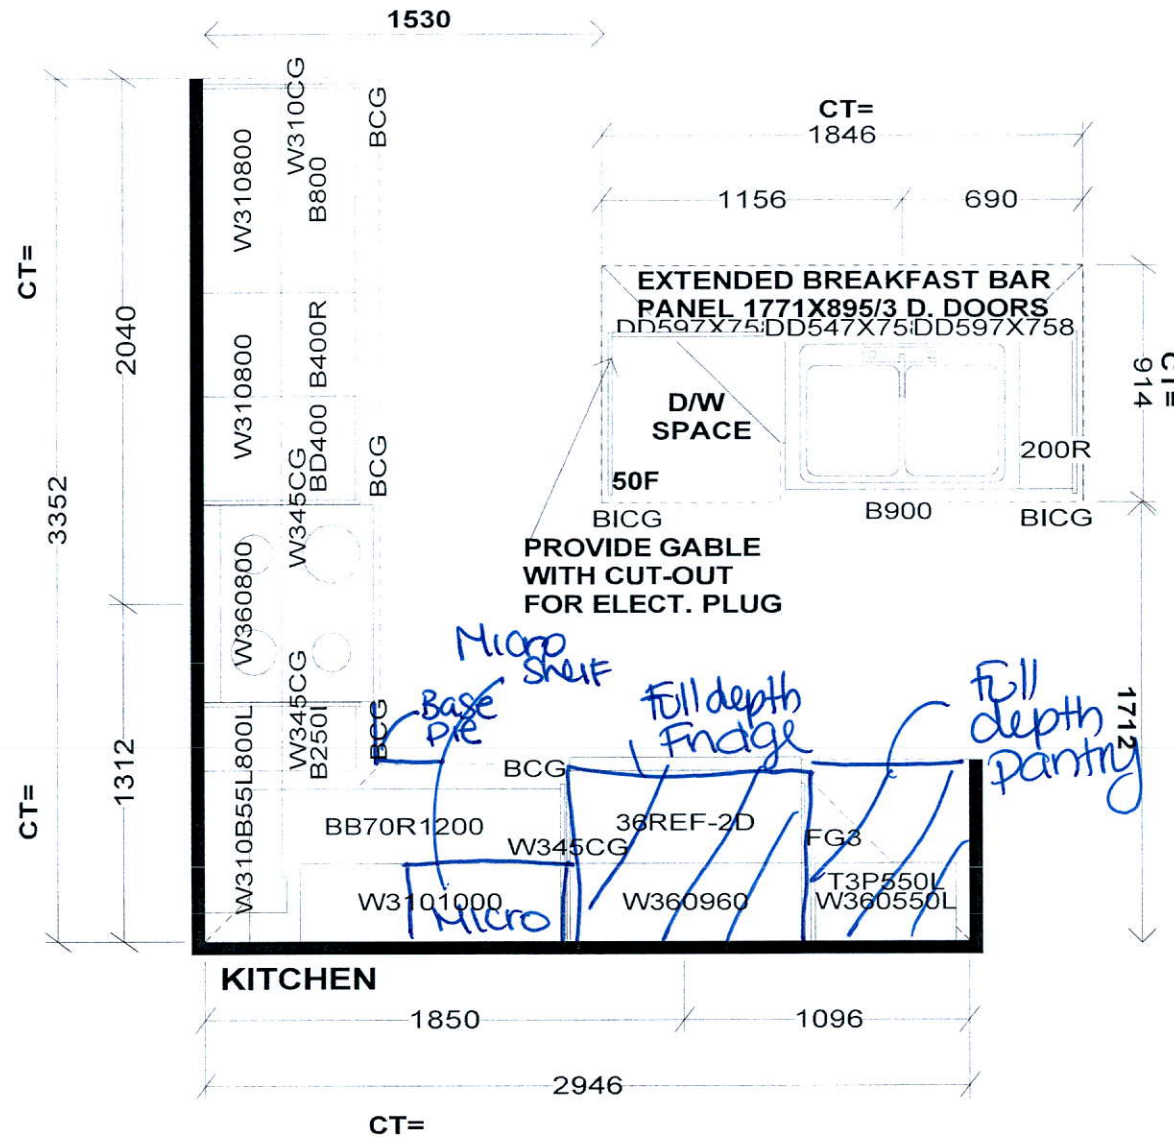 1530
CT=
1846
1156
690
EXTENDED BREAKFAST BAR
PANEL 1771X895/3 D. DOORS
DD597X75
DD547X75
DD597X758
D/W
SPACE
50F
200R
BICG
B900
BICG
PROVIDE GABLE
WITH CUT-OUT
FOR ELECT. PLUG
CT=
914
1712
CT=
3352
CT=
2040
1312
W310800
W310CG
B800
BCG
W310800
B400R
BD400
W345CG
BCG
W360800
W345CG
B250L
BCG
W310B55L800L
Micro
Shelf
Base
Pie
Full depth
Fridge
Full
depth
pantry
BCG
BB70R1200
W345CG
36REF-2D
FG3
T3P550L
W3101000
W360960
W360550L
Micro
KITCHEN
1850
1096
2946
CT=